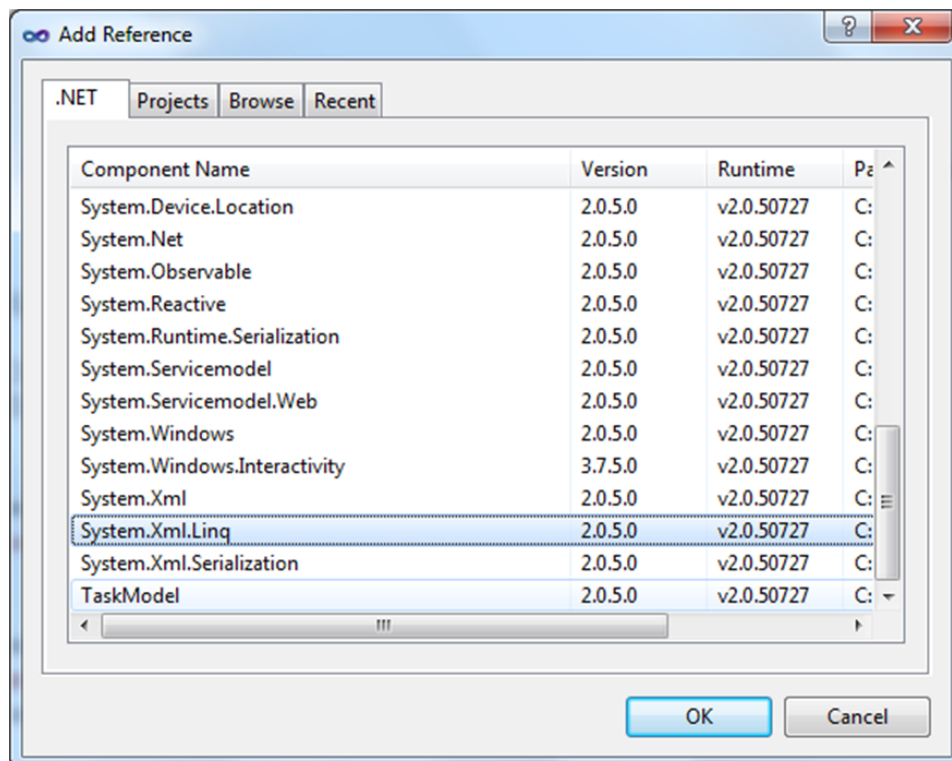 Add Reference
.NET Projects Browse Recent
Component Name Version Runtime Pa
System.Device.Location 2.0.5.0 v2.0.50727 C:
System.Net 2.0.5.0 v2.0.50727 C:
System.Observable 2.0.5.0 v2.0.50727 C:
System.Reactive 2.0.5.0 v2.0.50727 C:
System.Runtime.Serialization 2.0.5.0 v2.0.50727 C:
System.Servicemodel 2.0.5.0 v2.0.50727 C:
System.Servicemodel.Web 2.0.5.0 v2.0.50727 C:
System.Windows 2.0.5.0 v2.0.50727 C:
System.Windows.Interactivity 3.7.5.0 v2.0.50727 C:
System.Xml 2.0.5.0 v2.0.50727 C:
System.Xml.Linq 2.0.5.0 v2.0.50727 C:
System.Xml.Serialization 2.0.5.0 v2.0.50727 C:
TaskModel 2.0.5.0 v2.0.50727 C:
OK Cancel